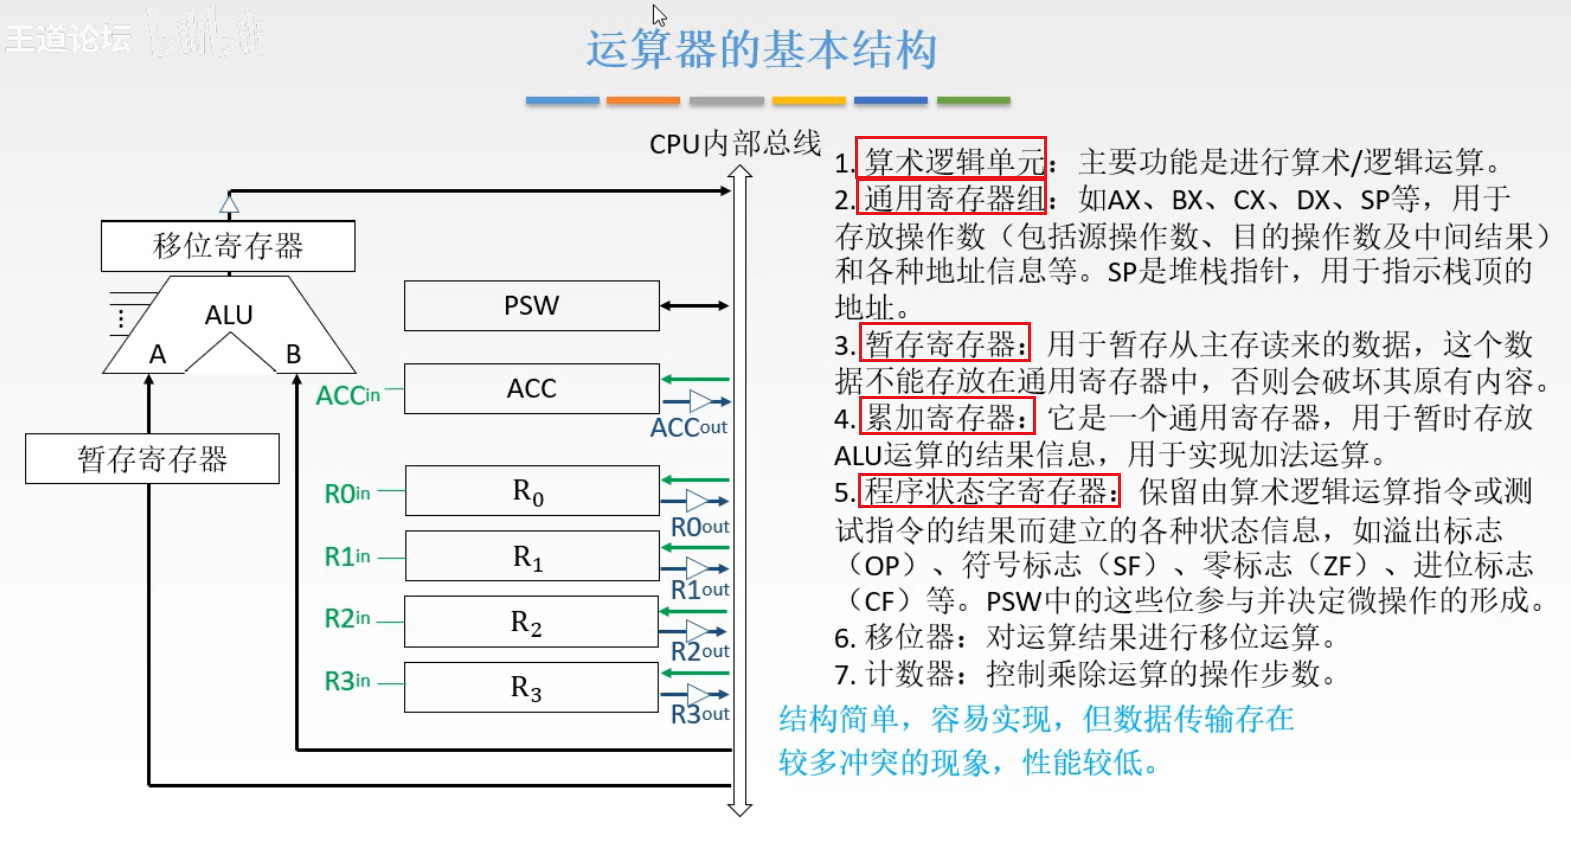 王道论坛 bilibili
运算器的基本结构
CPU内部总线
移位寄存器
ALU
A
B
暂存寄存器
PSW
ACCin
ACC
ACCout
R0in
R₀
R0out
R1in
R₁
R1out
R2in
R₂
R2out
R3in
R₃
R3out
1. 算术逻辑单元：主要功能是进行算术/逻辑运算。
2. 通用寄存器组：如AX、BX、CX、DX、SP等，用于
存放操作数（包括源操作数、目的操作数及中间结果）
和各种地址信息等。SP是堆栈指针，用于指示栈顶的
地址。
3. 暂存寄存器：用于暂存从主存读来的数据，这个数
据不能存放在通用寄存器中，否则会破坏其原有内容。
4. 累加寄存器：它是一个通用寄存器，用于暂时存放
ALU运算的结果信息，用于实现加法运算。
5. 程序状态字寄存器：保留由算术逻辑运算指令或测
试指令的结果而建立的各种状态信息，如溢出标志
（OP）、符号标志（SF）、零标志（ZF）、进位标志
（CF）等。PSW中的这些位参与并决定微操作的形成。
6. 移位器：对运算结果进行移位运算。
7. 计数器：控制乘除运算的操作步数。
结构简单，容易实现，但数据传输存在
较多冲突的现象，性能较低。